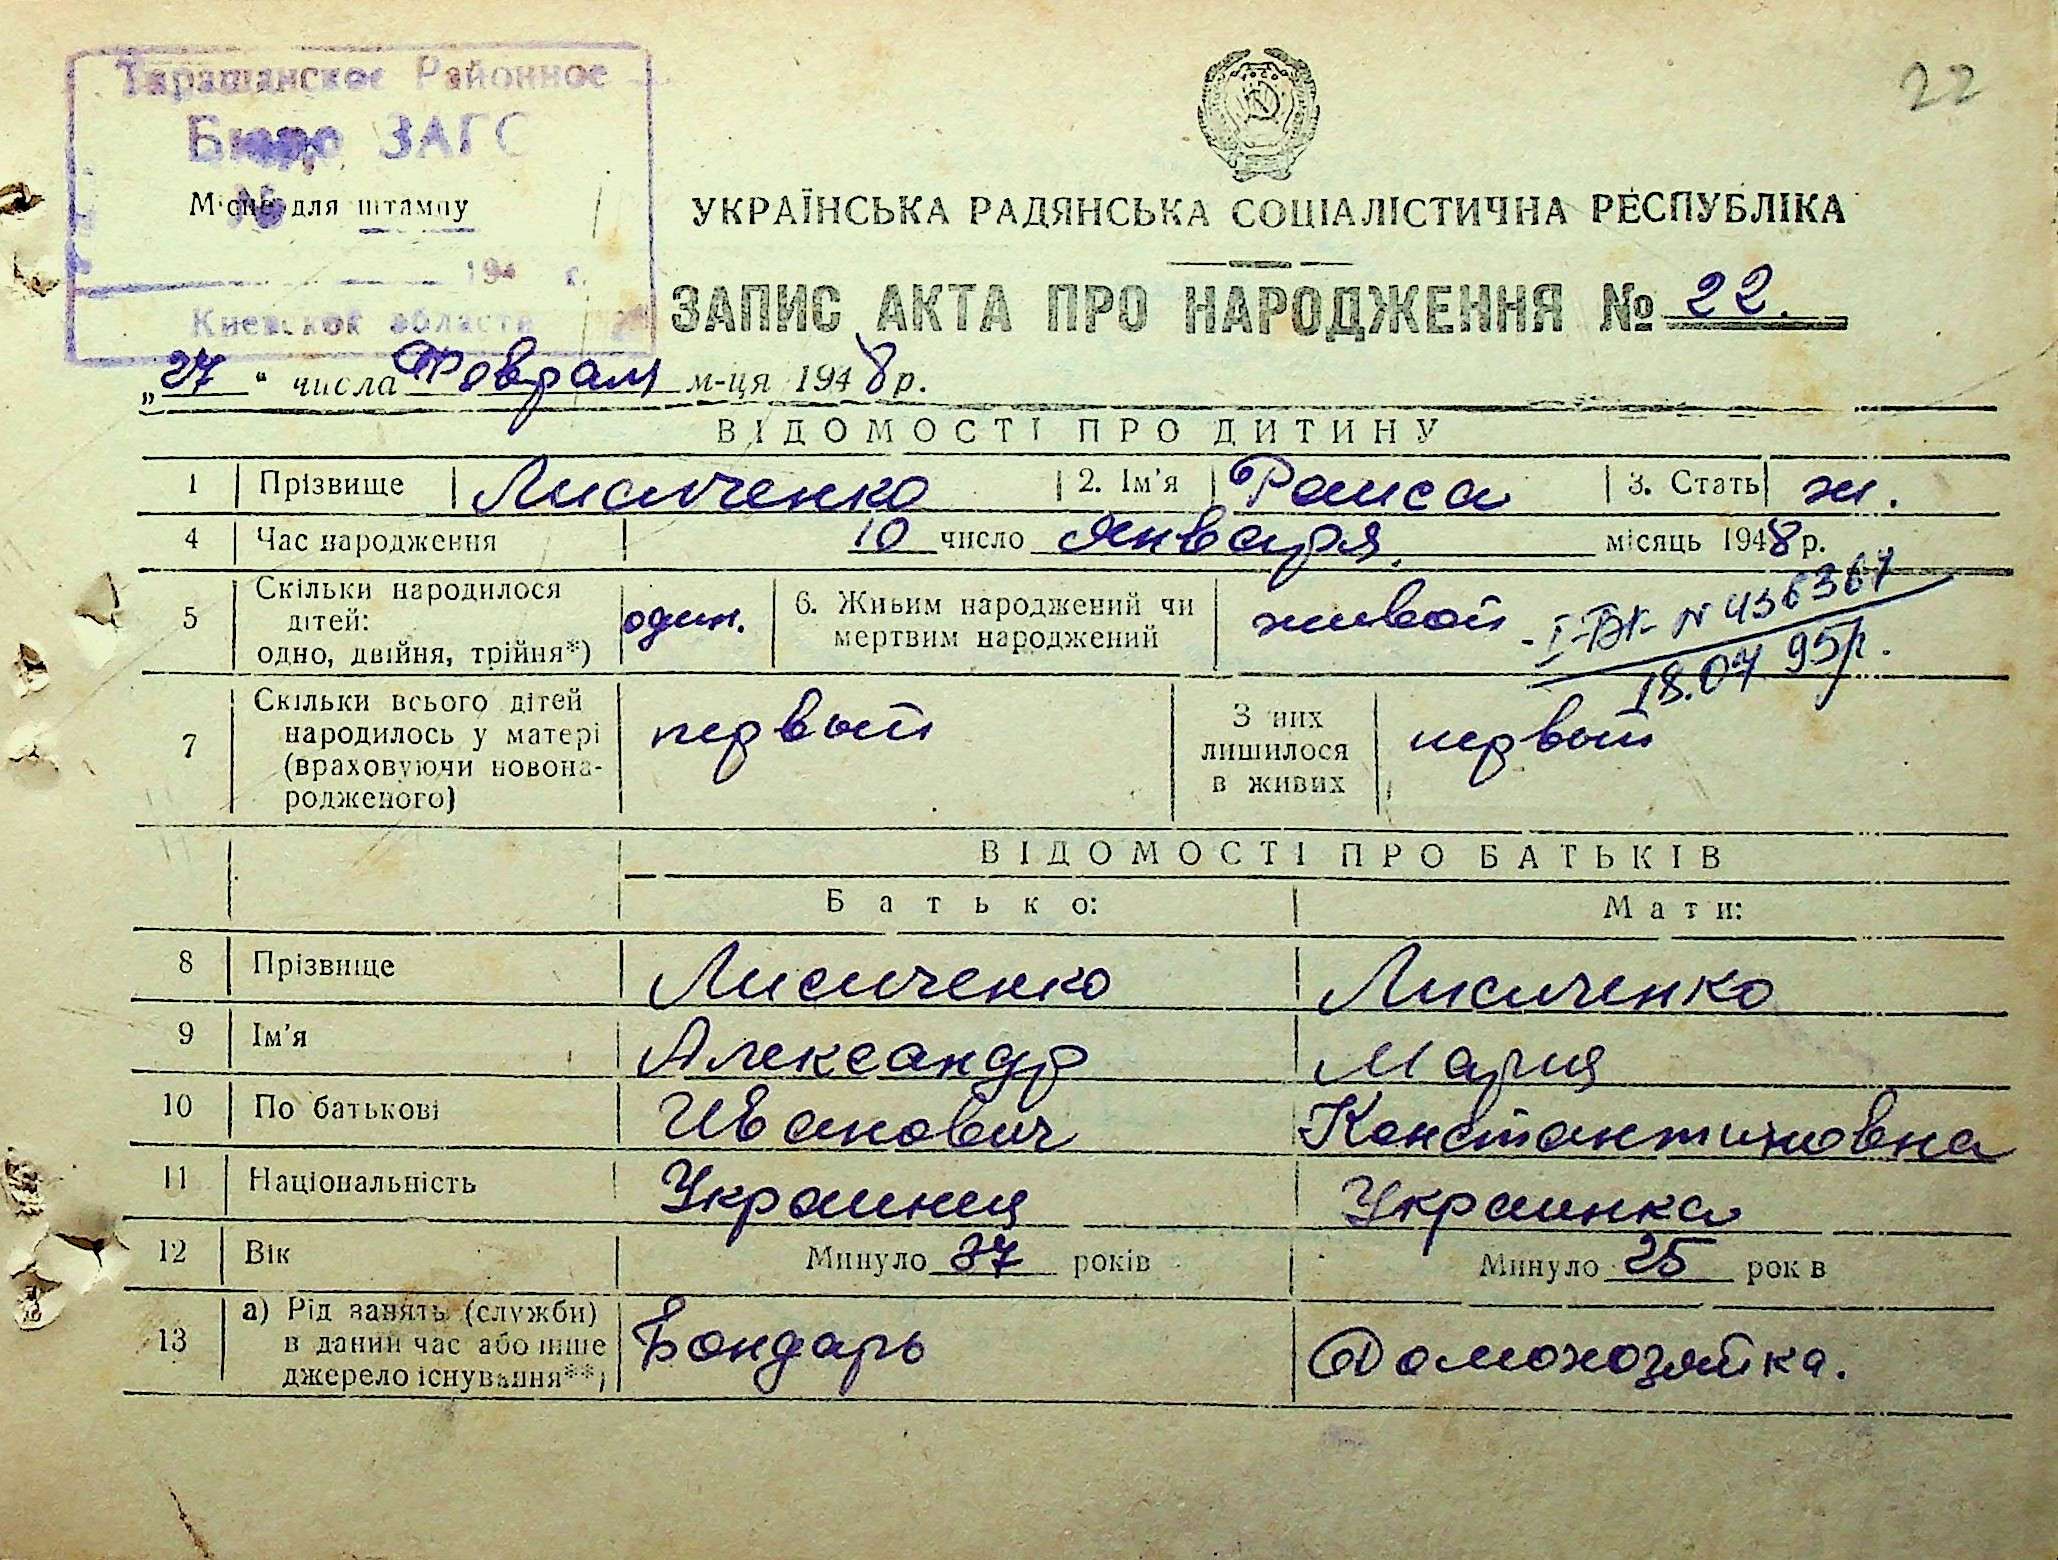 22
Таращанское Районное
Бюро ЗАГС
№
Місце для штампу
194 г.
Киевской области
УКРАЇНСЬКА РАДЯНСЬКА СОЦІАЛІСТИЧНА РЕСПУБЛІКА
ЗАПИС АКТА ПРО НАРОДЖЕННЯ № 22.
„27“ числа Февраля м-ця 1948 р.
ВІДОМОСТІ ПРО ДИТИНУ
1 Прізвище Лисиченко 2. Ім'я Раиса 3. Стать ж.
4 Час народження 10 число Января. місяць 1948 р.
5 Скільки народилося дітей: одно, двійня, трійня*) один. 6. Живим народжений чи мертвим народжений живой
I-БК N 436367
18.07 95р.
7 Скільки всього дітей народилось у матері (враховуючи новонародженого) первый З них лишилося в живих первый
ВІДОМОСТІ ПРО БАТЬКІВ
Батько: Мати:
8 Прізвище Лисиченко Лисиченко
9 Ім'я Александр Мария
10 По батькові Иванович Константиновна
11 Національність Украинец Украинка
12 Вік Минуло 37 років Минуло 25 рок в
13 а) Рід занять (служби) в даний час або інше джерело існування**) Бондарь Домохозяйка.